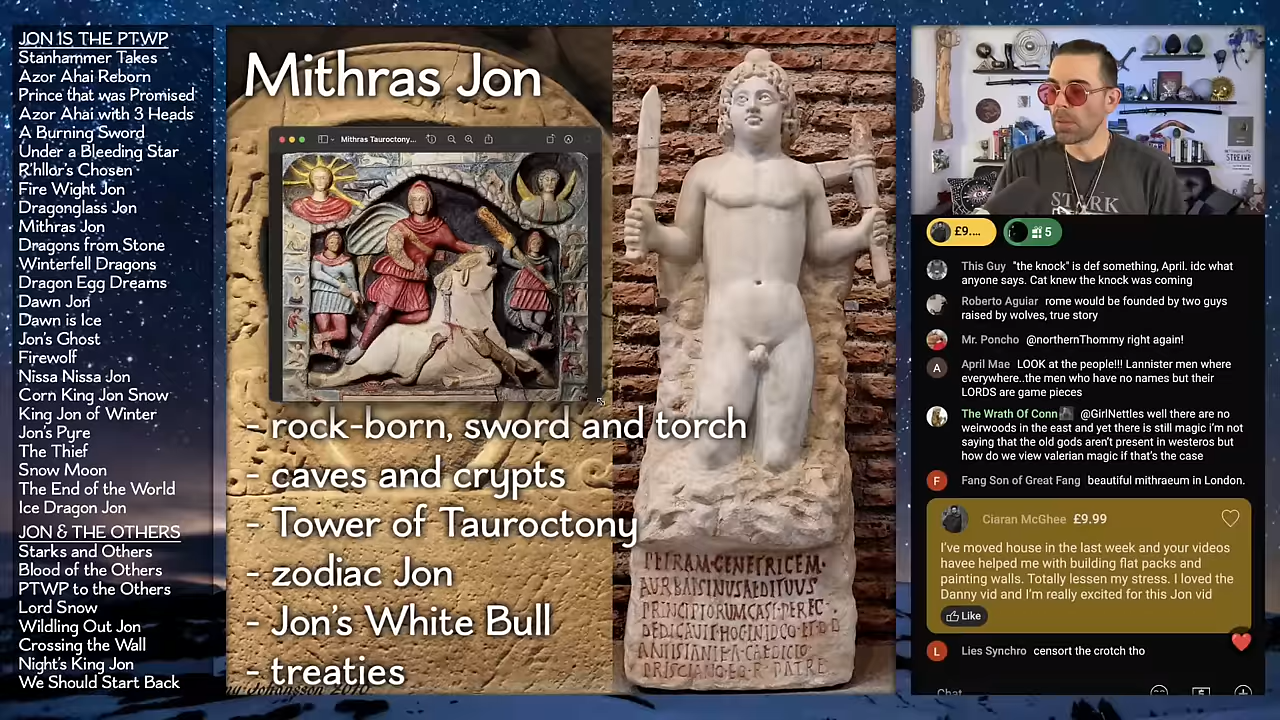 JON IS THE PTWP
Stanhammer Takes
Azor Ahai Reborn
Prince that was Promised
Azor Ahai with 3 Heads
A Burning Sword
Under a Bleeding Star
R'hllor's Chosen
Fire Wight Jon
Dragonglass Jon
Mithras Jon
Dragons from Stone
Winterfell Dragons
Dragon Egg Dreams
Dawn Jon
Dawn is Ice
Jon's Ghost
Firewolf
Nissa Nissa Jon
Corn King Jon Snow
King Jon of Winter
Jon's Pyre
The Thief
Snow Moon
The End of the World
Ice Dragon Jon
JON & THE OTHERS
Starks and Others
Blood of the Others
PTWP to the Others
Lord Snow
Wildling Out Jon
Crossing the Wall
Night's King Jon
We Should Start Back
Mithras Jon
Mithras Tauroctony...
- rock-born, sword and torch
- caves and crypts
- Tower of Tauroctony
- zodiac Jon
- Jon's White Bull
- treaties
Johansson 2010
PETRAM·GENETRICEM·
PRISCIANEQ·R·PATRE
STARK
STREAMR
£9.... 5
This Guy "the knock" is def something, April. idc what
anyone says. Cat knew the knock was coming
Roberto Aguiar rome would be founded by two guys
raised by wolves, true story
Mr. Poncho @northernThommy right again!
A April Mae LOOK at the people!!! Lannister men where
everywhere..the men who have no names but their
LORDS are game pieces
The Wrath Of Conn @GirlNettles well there are no
weirwoods in the east and yet there is still magic i'm not
saying that the old gods aren't present in westeros but
how do we view valerian magic if that's the case
F Fang Son of Great Fang beautiful mithraeum in London.
Ciaran McGhee £9.99
I've moved house in the last week and your videos
havee helped me with building flat packs and
painting walls. Totally lessen my stress. I loved the
Danny vid and I'm really excited for this Jon vid
Like
L Lies Synchro censort the crotch tho
Chat